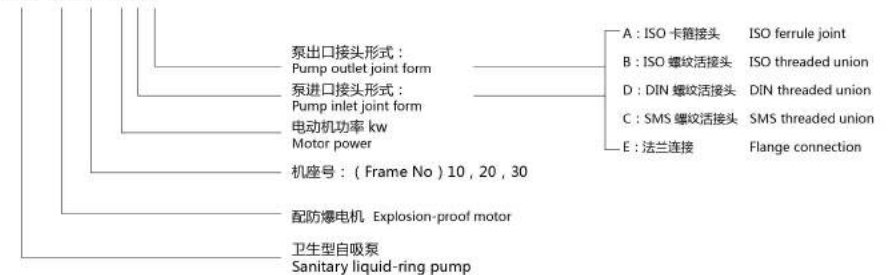 泵出口接头形式：
Pump outlet joint form
泵进口接头形式：
Pump inlet joint form
电动机功率 kw
Motor power
机座号：( Frame No ) 10 , 20 , 30
配防爆电机 Explosion-proof motor
卫生型自吸泵
Sanitary liquid-ring pump
A：ISO 卡箍接头 ISO ferrule joint
B：ISO 螺纹活接头 ISO threaded union
D：DIN 螺纹活接头 DIN threaded union
C：SMS 螺纹活接头 SMS threaded union
E：法兰连接 Flange connection